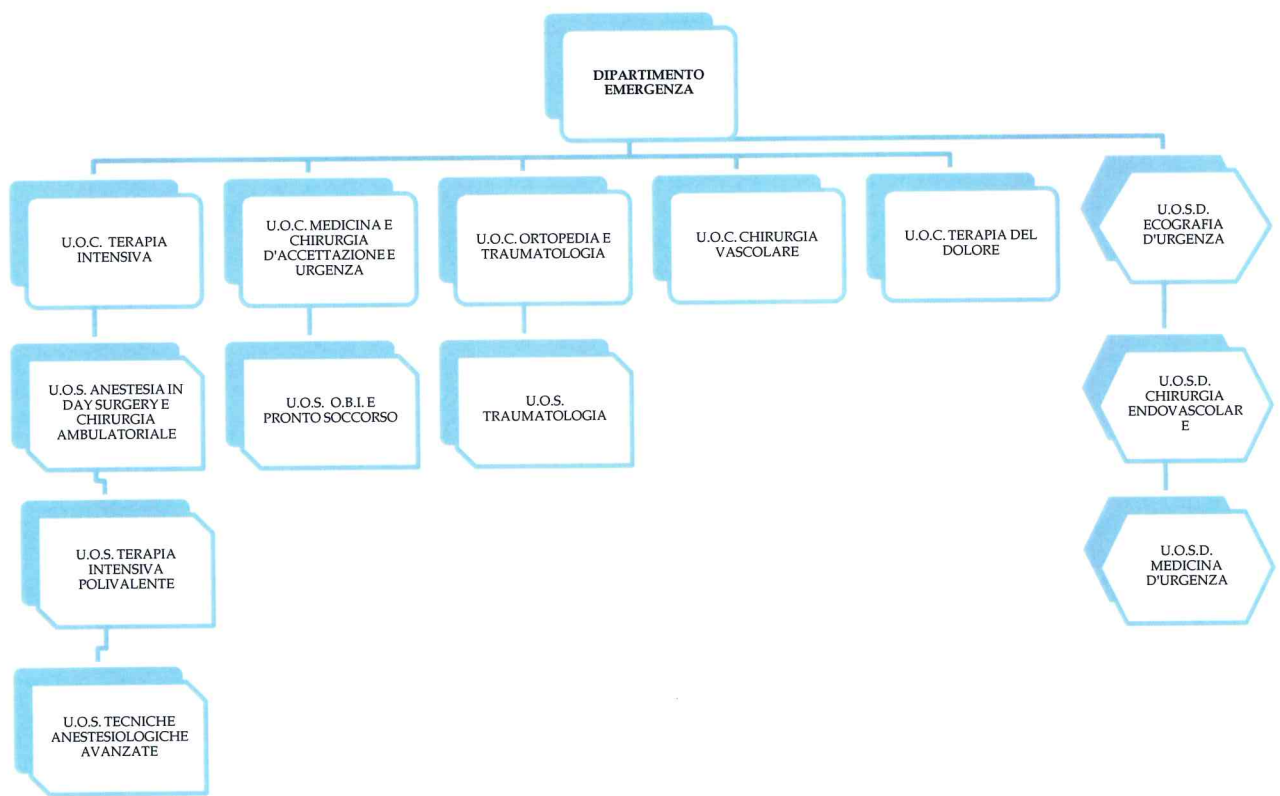 DIPARTIMENTO
EMERGENZA
U.O.C. TERAPIA
INTENSIVA
U.O.C. MEDICINA E
CHIRURGIA
D'ACCETTAZIONE E
URGENZA
U.O.C. ORTOPEDIA E
TRAUMATOLOGIA
U.O.C. CHIRURGIA
VASCOLARE
U.O.C. TERAPIA DEL
DOLORE
U.O.S.D.
ECOGRAFIA
D'URGENZA
U.O.S. ANESTESIA IN
DAY SURGERY E
CHIRURGIA
AMBULATORIALE
U.O.S. O.B.I. E
PRONTO SOCCORSO
U.O.S.
TRAUMATOLOGIA
U.O.S.D.
CHIRURGIA
ENDOVASCOLAR
E
U.O.S. TERAPIA
INTENSIVA
POLIVALENTE
U.O.S.D.
MEDICINA
D'URGENZA
U.O.S. TECNICHE
ANESTESIOLOGICHE
AVANZATE